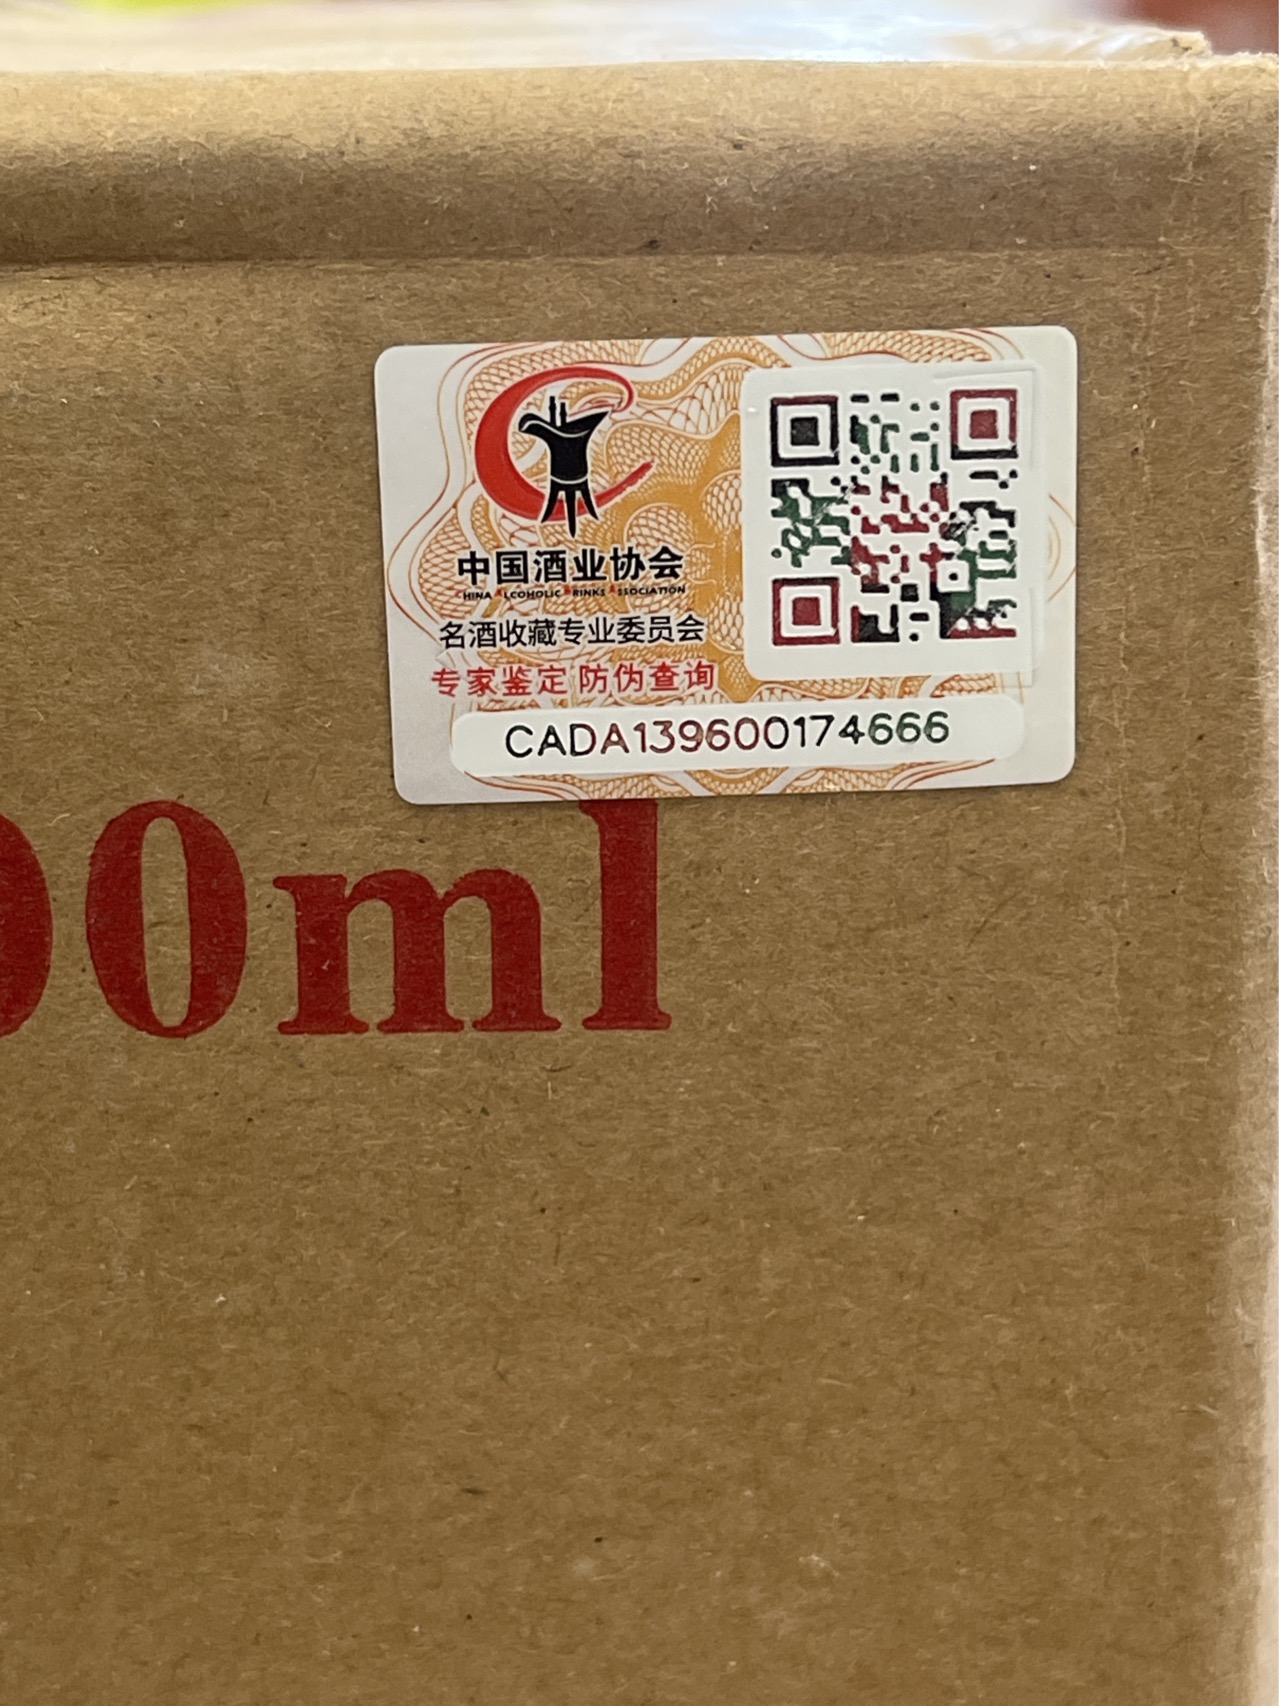 中国酒业协会
CHINA ALCOHOLIC DRINKS ASSOCIATION
名酒收藏专业委员会
专家鉴定 防伪查询
CADA139600174666
00ml